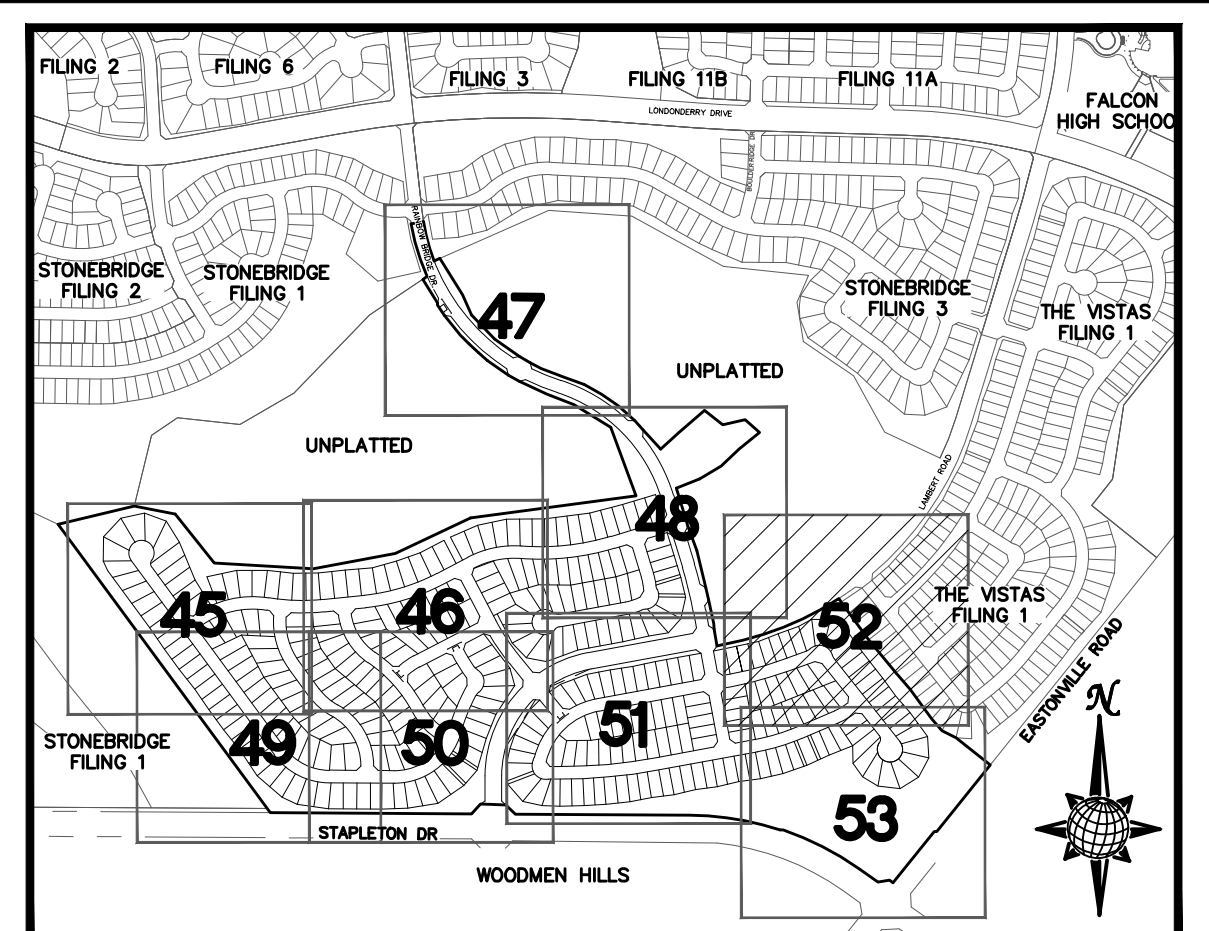 FILING 2
FILING 6
FILING 3
FILING 11B
FILING 11A
FALCON
HIGH SCHOO
LONDONDERRY DRIVE
BOULDER RIDGE DR
RAINBOW BRIDGE DR.
STONEBRIDGE
FILING 2
STONEBRIDGE
FILING 1
STONEBRIDGE
FILING 3
THE VISTAS
FILING 1
47
UNPLATTED
UNPLATTED
LAMBERT ROAD
48
45
46
52
THE VISTAS
FILING 1
EASTONVILLE ROAD
N
49
50
51
STONEBRIDGE
FILING 1
53
STAPLETON DR
WOODMEN HILLS